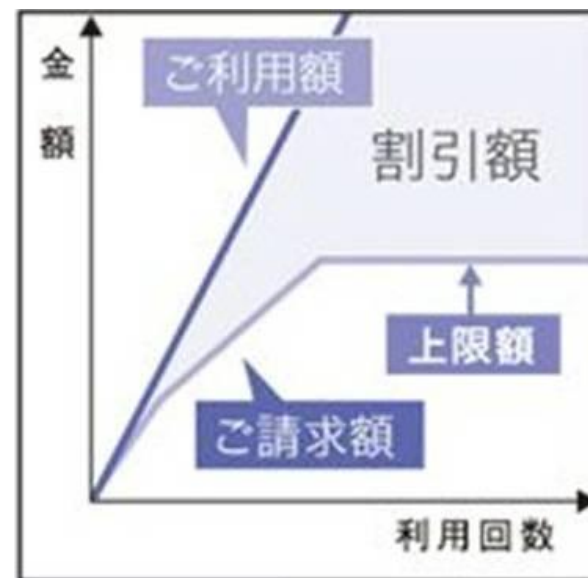 金額
ご利用額
割引額
上限額
ご請求額
利用回数